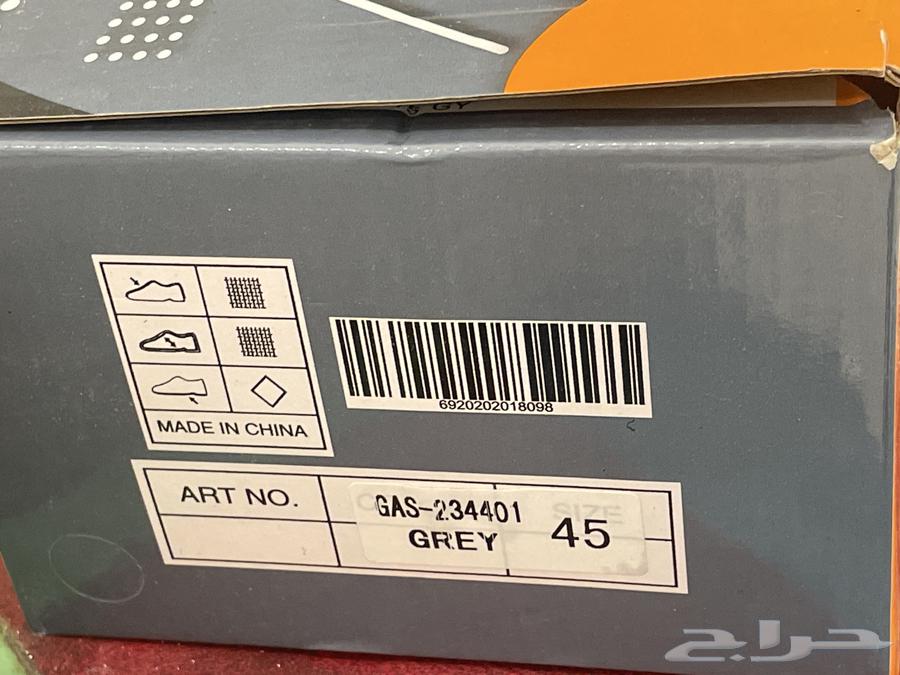 GY
6920202018098
MADE IN CHINA
ART NO.
GAS-234401
SIZE
GREY
45
حراج